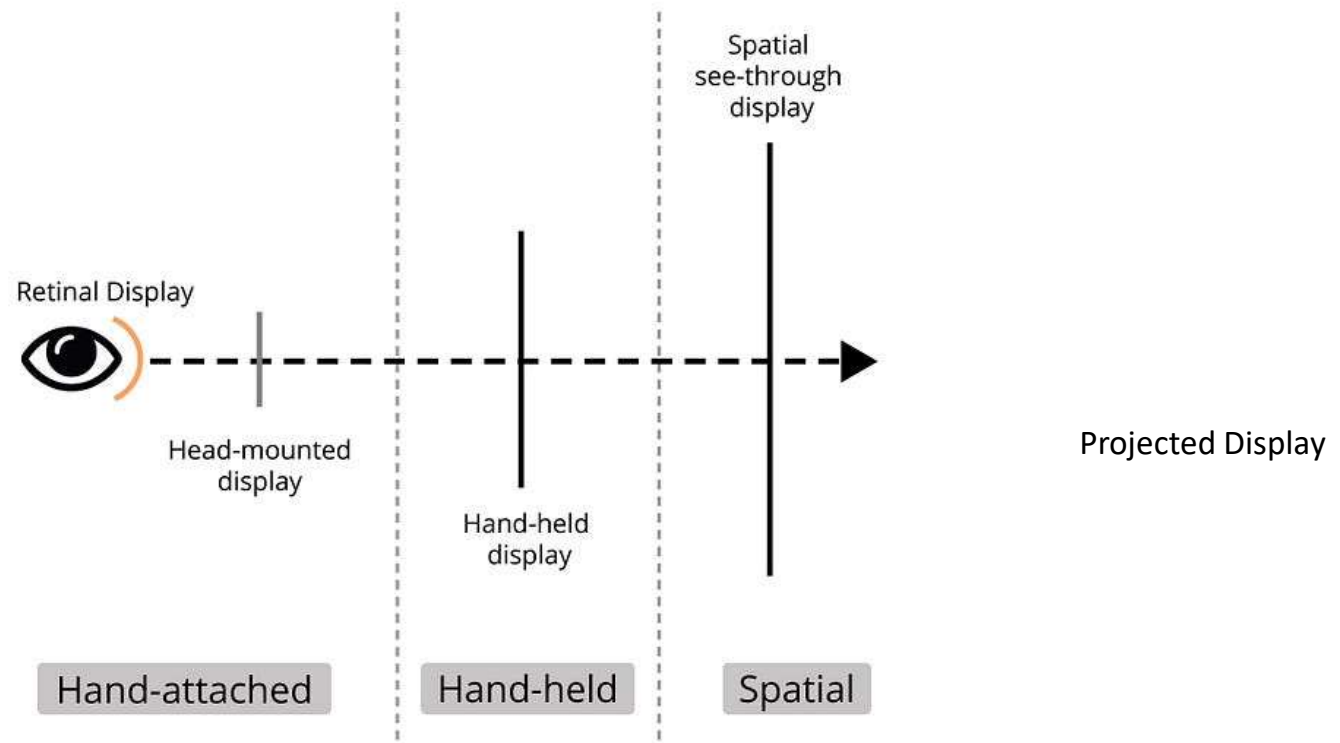 Spatial
see-through
display
Retinal Display
Head-mounted
display
Projected Display
Hand-held
display
Hand-attached
Hand-held
Spatial